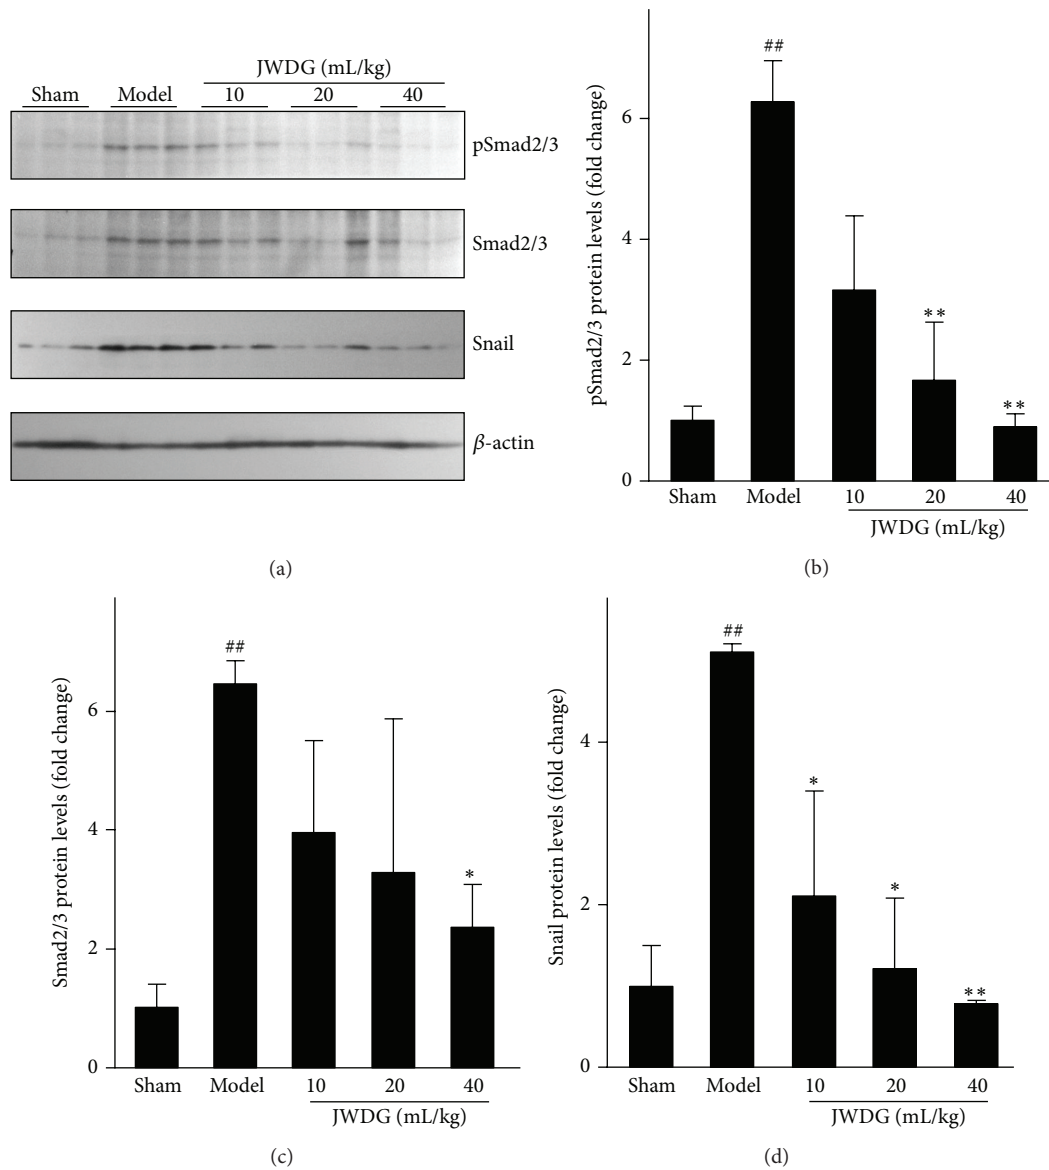 JWDG (mL/kg)
Sham Model 10 20 40
pSmad2/3
Smad2/3
Snail
β-actin
(a)
pSmad2/3 protein levels (fold change)
6
4
2
0
##
**
**
Sham Model 10 20 40
JWDG (mL/kg)
(b)
Smad2/3 protein levels (fold change)
6
4
2
0
##
*
Sham Model 10 20 40
JWDG (mL/kg)
(c)
Snail protein levels (fold change)
4
2
0
##
*
*
**
Sham Model 10 20 40
JWDG (mL/kg)
(d)